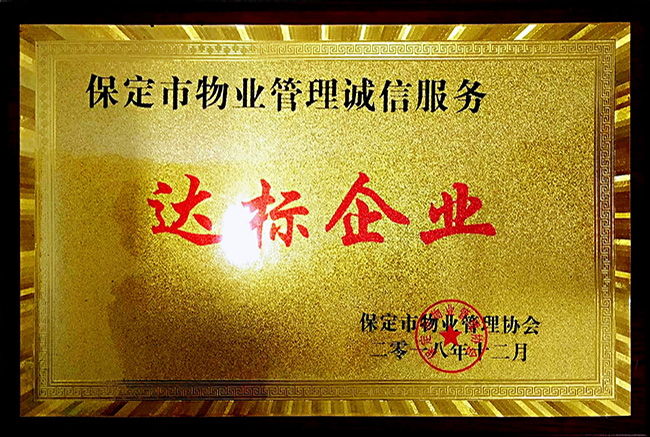 保定市物业管理诚信服务
达标企业
保定市物业管理协会
二零一八年十二月